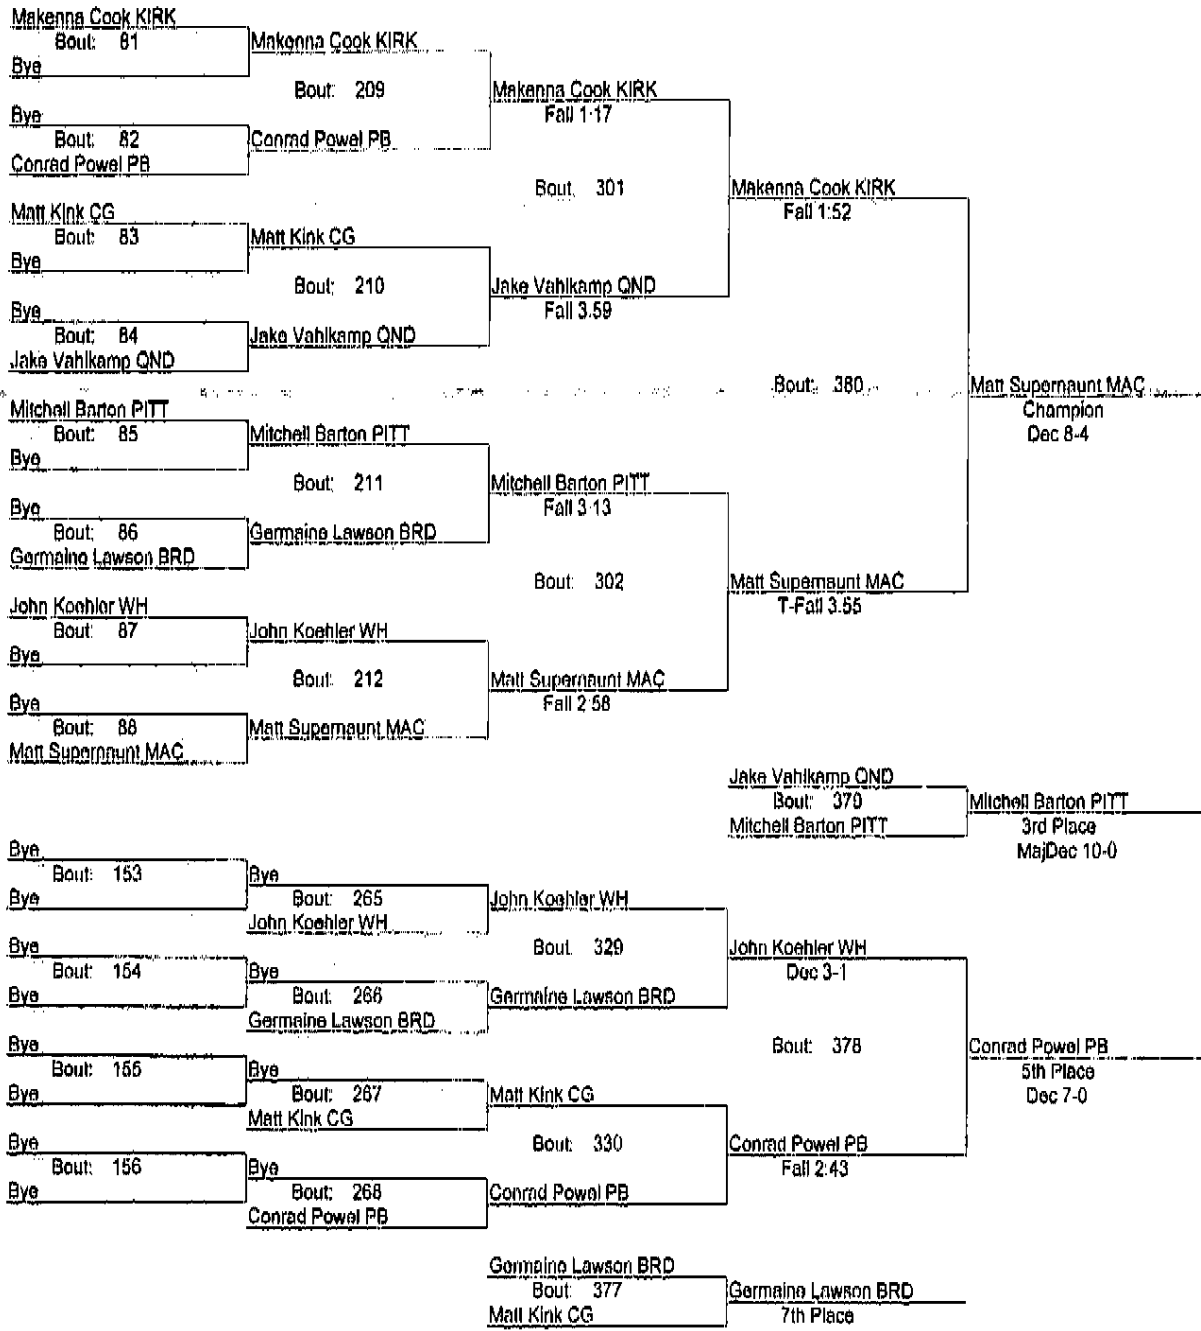 Makenna Cook KIRK
Bout: 81
Bye
Makenna Cook KIRK
Bout: 209
Bye
Bout: 82
Conrad Powel PB
Conrad Powel PB
Makenna Cook KIRK
Fall 1:17
Bout. 301
Matt Kink CG
Bout: 83
Bye
Matt Kink CG
Bout: 210
Bye
Bout: 84
Jake Vahlkamp QND
Jake Vahlkamp QND
Jake Vahlkamp QND
Fall 3.59
Makenna Cook KIRK
Fall 1:52
Bout: 380
Matt Supernaunt MAC
Champion
Dec 8-4
Mitchell Barton PITT
Bout: 85
Bye
Mitchell Barton PITT
Bout: 211
Bye
Bout: 86
Germaine Lawson BRD
Germaine Lawson BRD
Mitchell Barton PITT
Fall 3:13
Bout: 302
John Koehler WH
Bout: 87
Bye
John Koehler WH
Bout: 212
Bye
Bout: 88
Matt Supernaunt MAC
Matt Supernaunt MAC
Matt Supernaunt MAC
Fall 2:58
Matt Supernaunt MAC
T-Fall 3.55
Jake Vahlkamp QND
Bout: 379
Mitchell Barton PITT
Mitchell Barton PITT
3rd Place
MajDec 10-0
Bye
Bout: 153
Bye
Bye
Bout: 265
John Koehler WH
John Koehler WH
Bout. 329
Bye
Bout: 154
Bye
Bye
Bout: 266
Germaine Lawson BRD
Germaine Lawson BRD
John Koehler WH
Dec 3-1
Bout: 378
Conrad Powel PB
5th Place
Dec 7-0
Bye
Bout: 155
Bye
Bye
Bout: 267
Matt Kink CG
Matt Kink CG
Bout: 330
Bye
Bout: 156
Bye
Bye
Bout: 268
Conrad Powel PB
Conrad Powel PB
Conrad Powel PB
Fall 2:43
Germaine Lawson BRD
Bout: 377
Matt Kink CG
Germaine Lawson BRD
7th Place